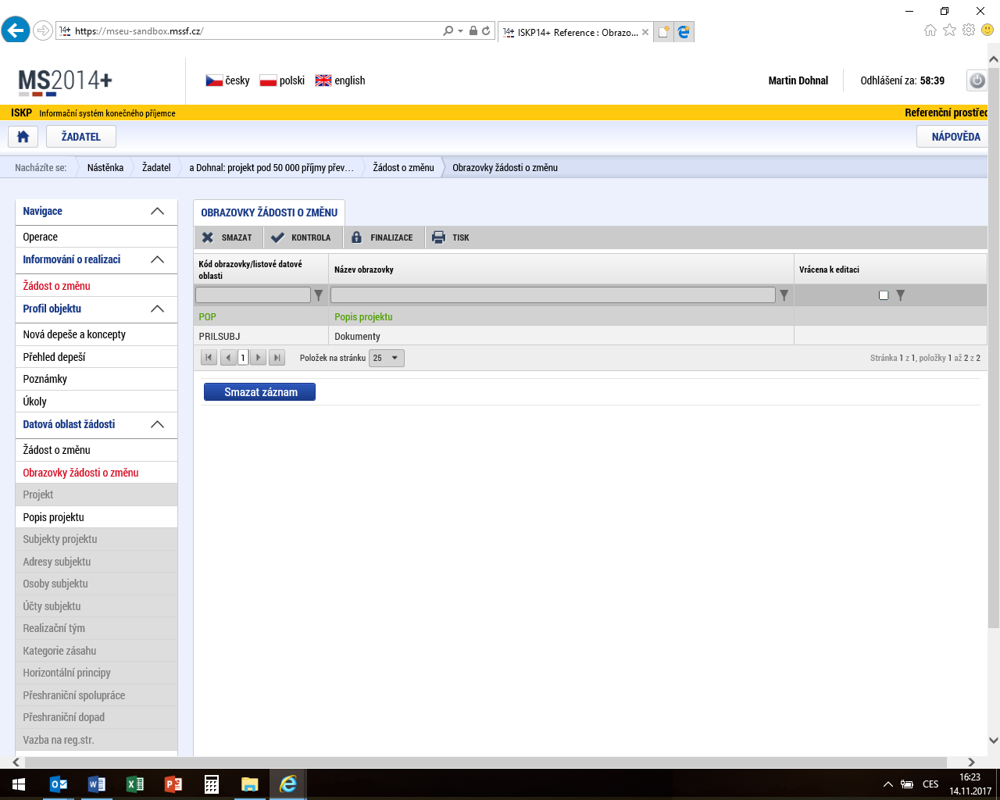 https://mseu-sandbox.mssf.cz/
ISKP14+ Reference : Obrazo...
MS2014+
česky
polski
english
Martin Dohnal
Odhlášení za: 58:39
ISKP Informační systém konečného příjemce
Referenční prostřed
ŽADATEL
NÁPOVĚDA
Nacházíte se: Nástěnka Žadatel a Dohnal: projekt pod 50 000 příjmy přev... Žádost o změnu Obrazovky žádosti o změnu
Navigace
Operace
Informování o realizaci
Žádost o změnu
Profil objektu
Nová depeše a koncepty
Přehled depeší
Poznámky
Úkoly
Datová oblast žádosti
Žádost o změnu
Obrazovky žádosti o změnu
Projekt
Popis projektu
Subjekty projektu
Adresy subjektu
Osoby subjektu
Účty subjektu
Realizační tým
Kategorie zásahu
Horizontální principy
Přeshraniční spolupráce
Přeshraniční dopad
Vazba na reg.str.
OBRAZOVKY ŽÁDOSTI O ZMĚNU
SMAZAT KONTROLA FINALIZACE TISK
Kód obrazovky/listové datové
oblasti
Název obrazovky
Vrácena k editaci
POP Popis projektu
PRILSUBJ Dokumenty
1
Položek na stránku 25
Stránka 1 z 1, položky 1 až 2 z 2
Smazat záznam
CES
16:23
14.11.2017